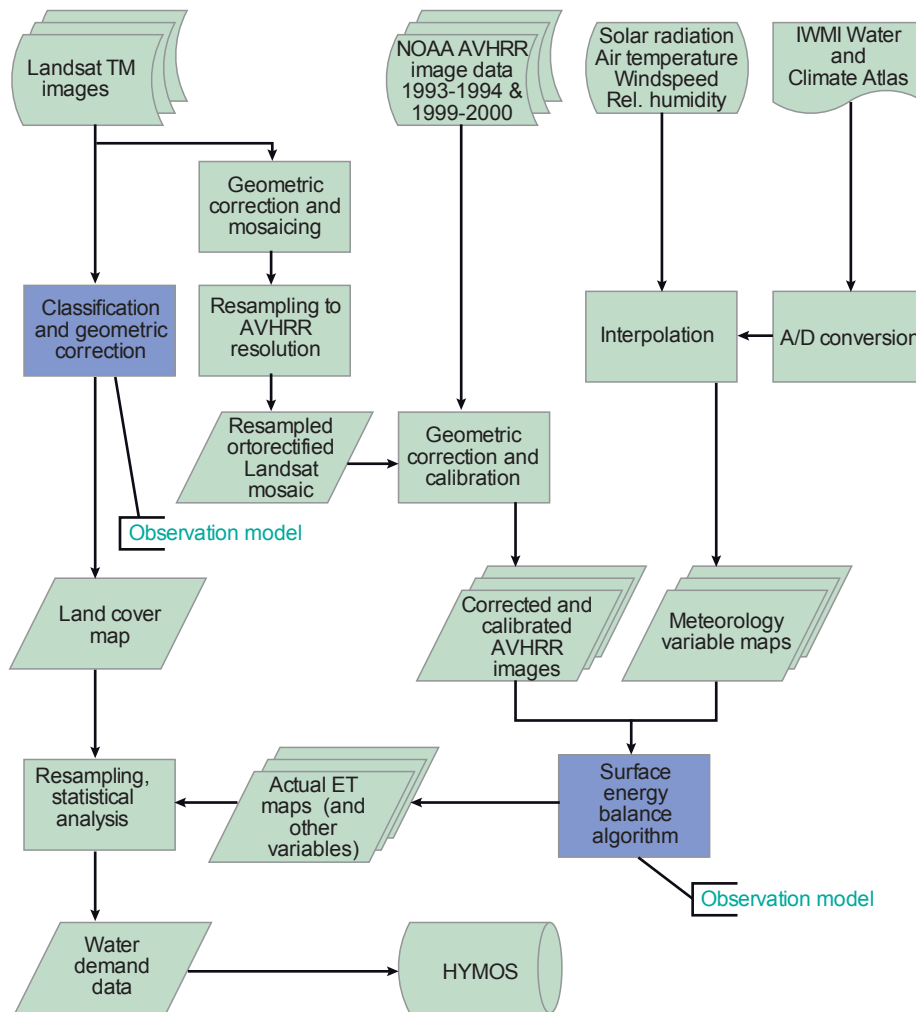 Landsat TM
images
NOAA AVHRR
image data
1993-1994 &
1999-2000
Solar radiation
Air temperature
Windspeed
Rel. humidity
IWMI Water
and
Climate Atlas
Geometric
correction and
mosaicing
Classification
and geometric
correction
Resampling to
AVHRR
resolution
Interpolation
A/D conversion
Resampled
ortorectified
Landsat
mosaic
Geometric
correction and
calibration
Observation model
Land cover
map
Corrected and
calibrated
AVHRR
images
Meteorology
variable maps
Resampling,
statistical
analysis
Actual ET
maps (and
other
variables)
Surface
energy
balance
algorithm
Observation model
Water
demand
data
HYMOS